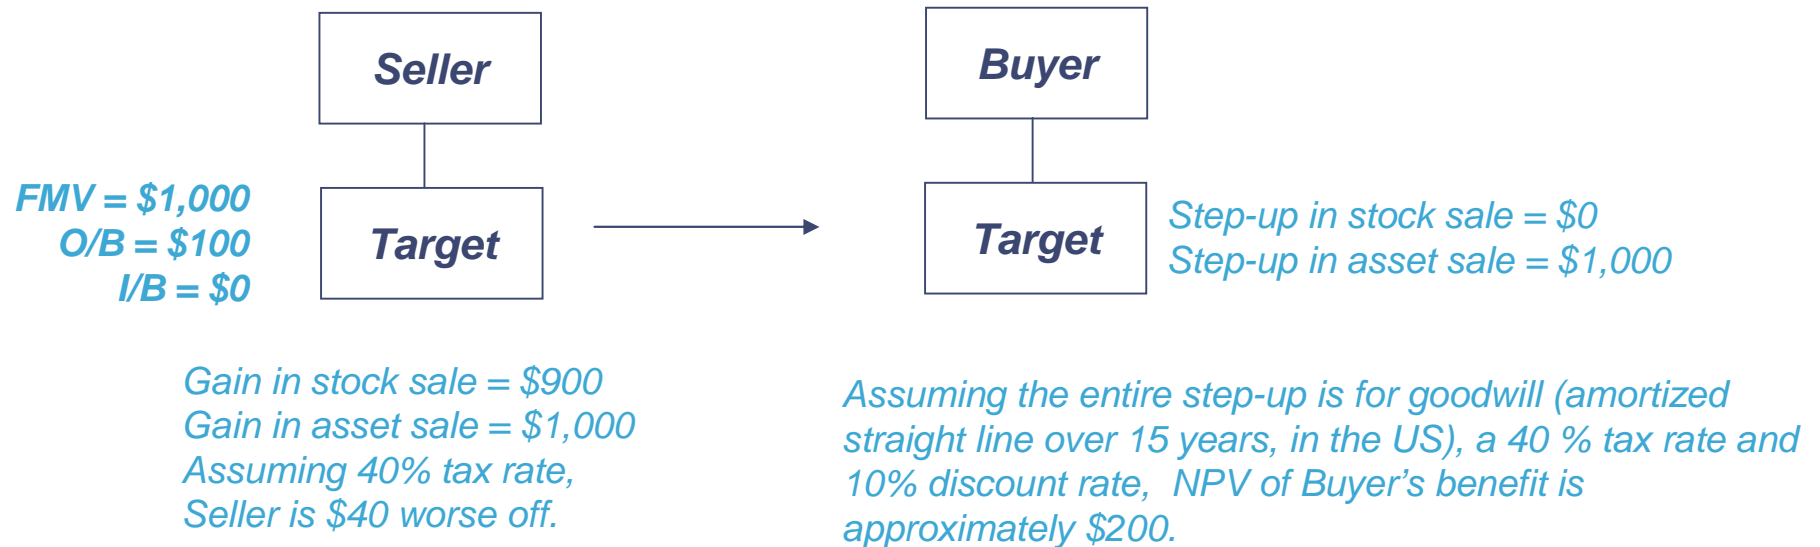 Seller
Buyer
FMV = $1,000
O/B = $100
I/B = $0
Target
Target
Step-up in stock sale = $0
Step-up in asset sale = $1,000
Gain in stock sale = $900
Gain in asset sale = $1,000
Assuming 40% tax rate,
Seller is $40 worse off.
Assuming the entire step-up is for goodwill (amortized
straight line over 15 years, in the US), a 40 % tax rate and
10% discount rate, NPV of Buyer's benefit is
approximately $200.